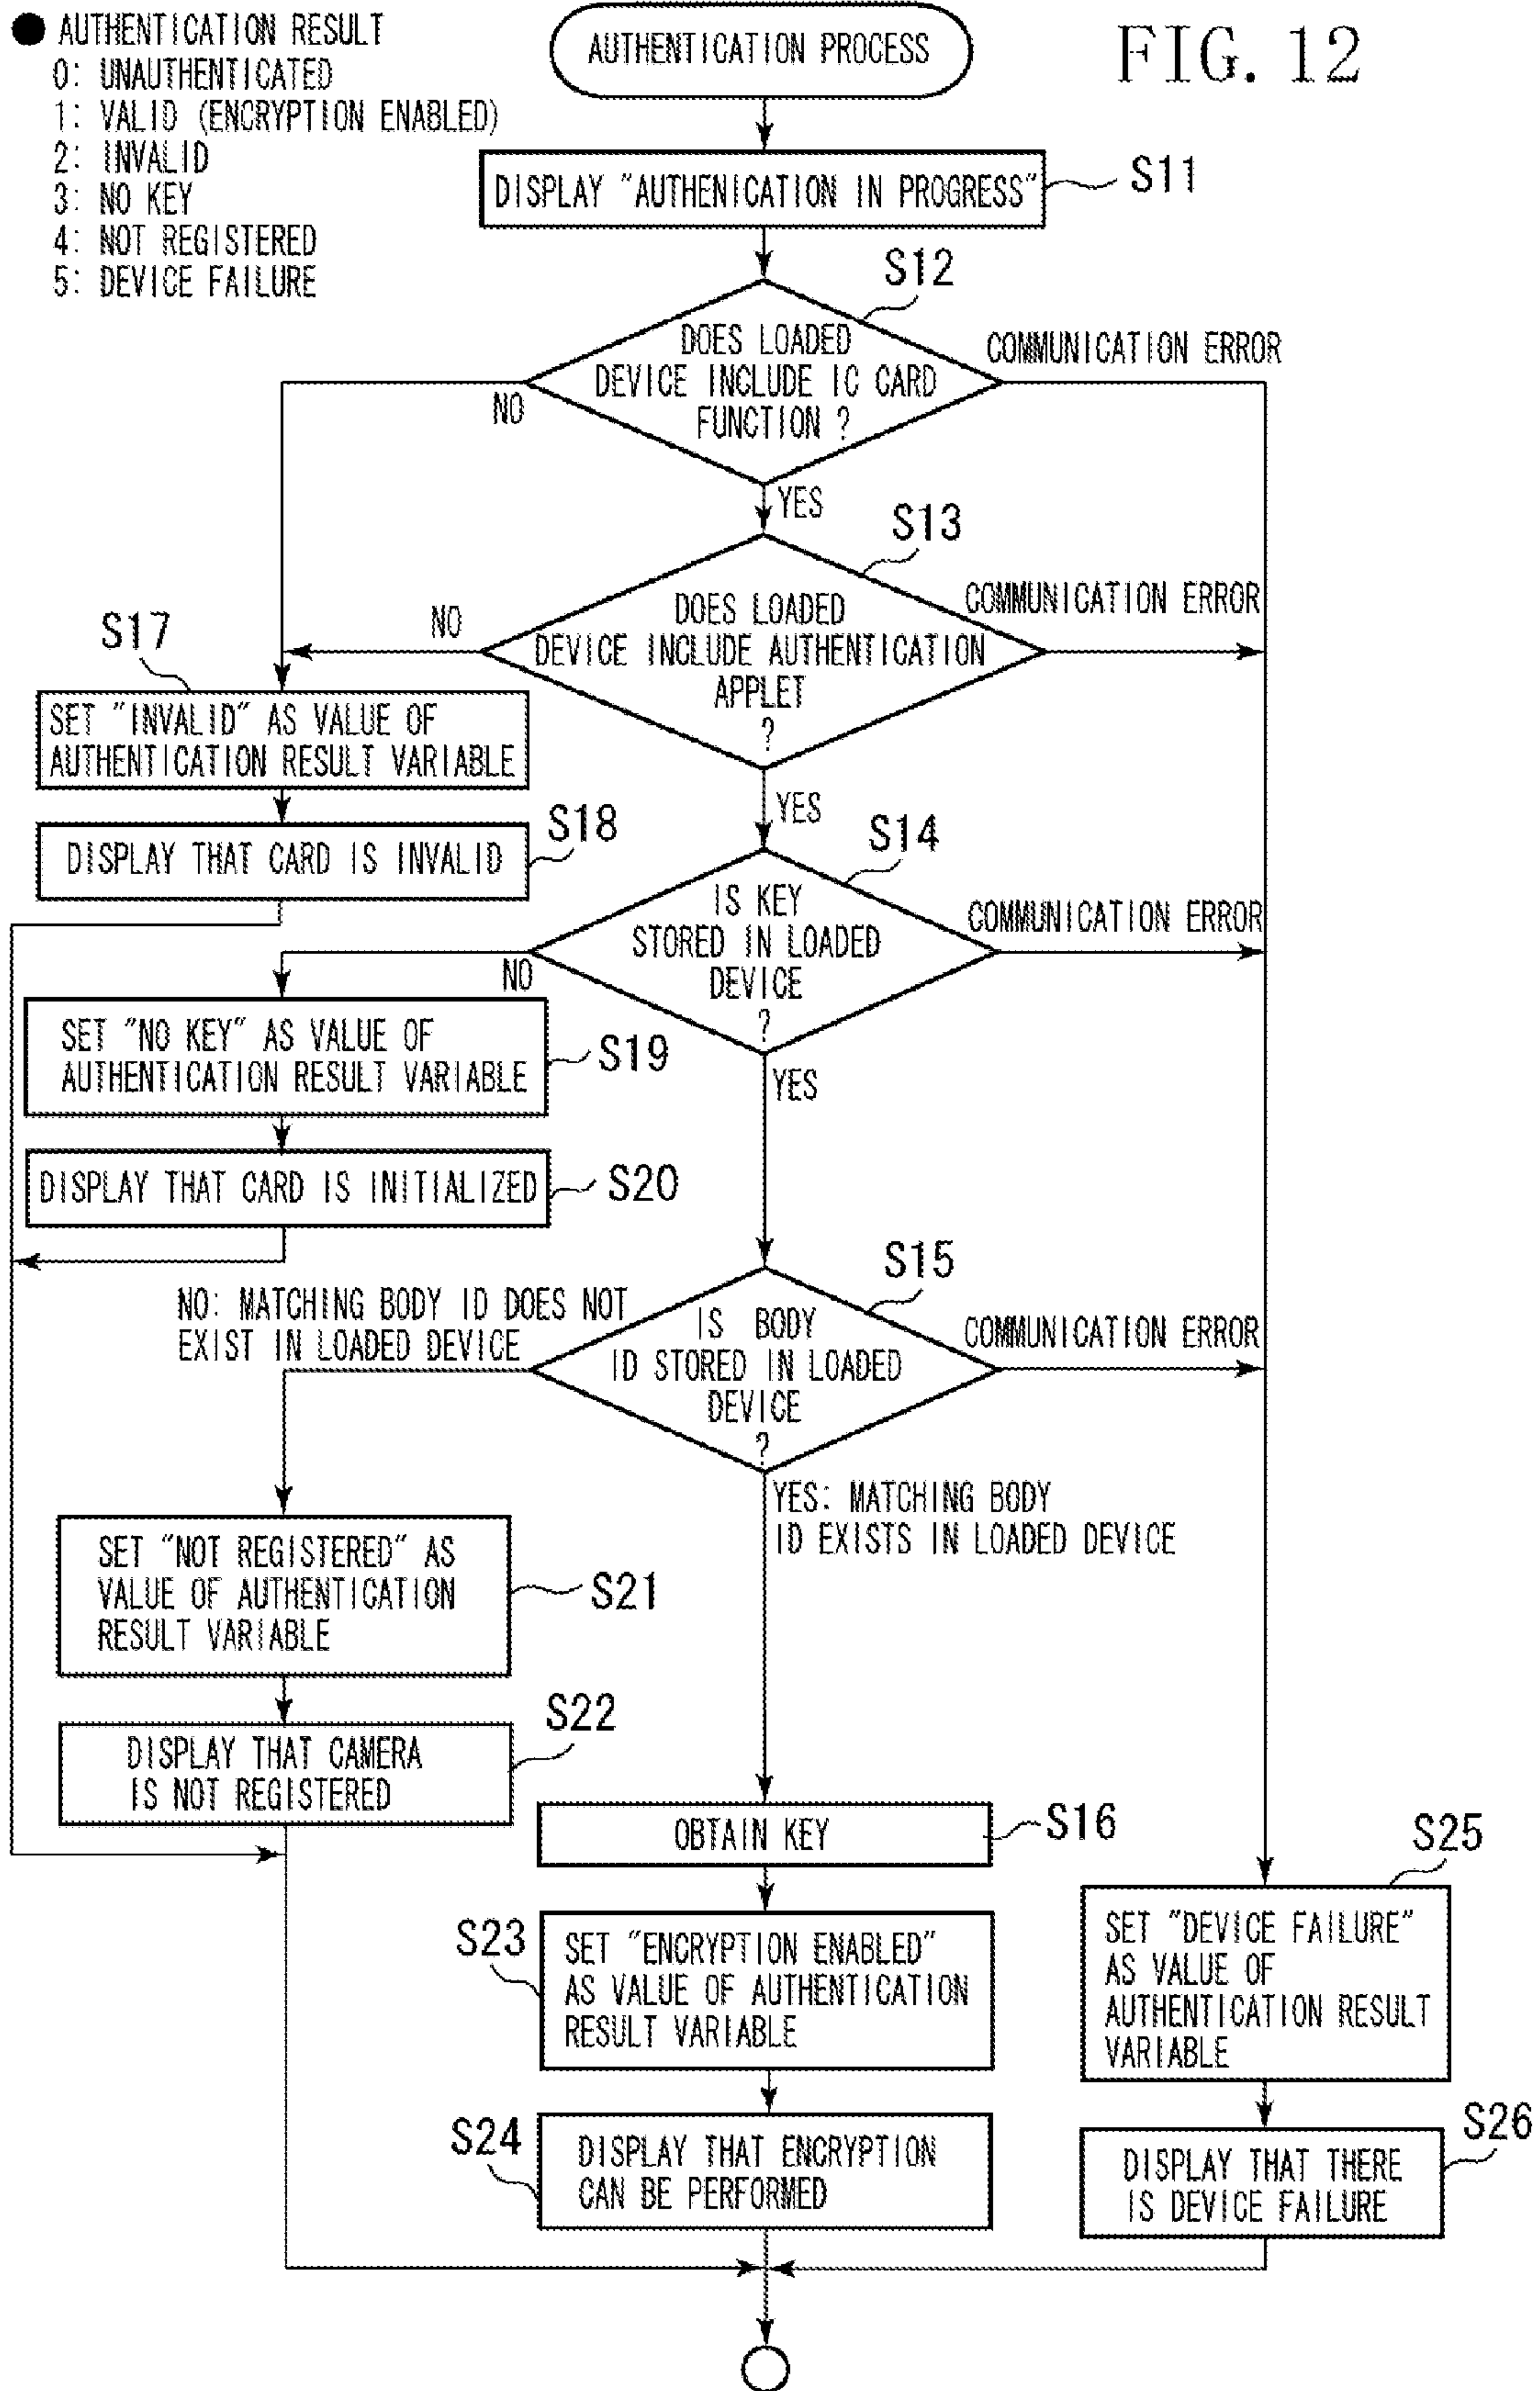 ● AUTHENTICATION RESULT
0: UNAUTHENTICATED
1: VALID (ENCRYPTION ENABLED)
2: INVALID
3: NO KEY
4: NOT REGISTERED
5: DEVICE FAILURE
AUTHENTICATION PROCESS
FIG. 12
DISPLAY "AUTHENICATION IN PROGRESS"
S11
S12
DOES LOADED
DEVICE INCLUDE IC CARD
FUNCTION ?
COMMUNICATION ERROR
NO
YES
S13
DOES LOADED
DEVICE INCLUDE AUTHENTICATION
APPLET
?
COMMUNICATION ERROR
NO
YES
S17
SET "INVALID" AS VALUE OF
AUTHENTICATION RESULT VARIABLE
S18
DISPLAY THAT CARD IS INVALID
S14
IS KEY
STORED IN LOADED
DEVICE
?
COMMUNICATION ERROR
NO
YES
SET "NO KEY" AS VALUE OF
AUTHENTICATION RESULT VARIABLE
S19
DISPLAY THAT CARD IS INITIALIZED
S20
S15
NO: MATCHING BODY ID DOES NOT
EXIST IN LOADED DEVICE
IS BODY
ID STORED IN LOADED
DEVICE
?
COMMUNICATION ERROR
YES: MATCHING BODY
ID EXISTS IN LOADED DEVICE
SET "NOT REGISTERED" AS
VALUE OF AUTHENTICATION
RESULT VARIABLE
S21
S22
DISPLAY THAT CAMERA
IS NOT REGISTERED
OBTAIN KEY
S16
S23
SET "ENCRYPTION ENABLED"
AS VALUE OF AUTHENTICATION
RESULT VARIABLE
S25
SET "DEVICE FAILURE"
AS VALUE OF
AUTHENTICATION RESULT
VARIABLE
S24
DISPLAY THAT ENCRYPTION
CAN BE PERFORMED
S26
DISPLAY THAT THERE
IS DEVICE FAILURE